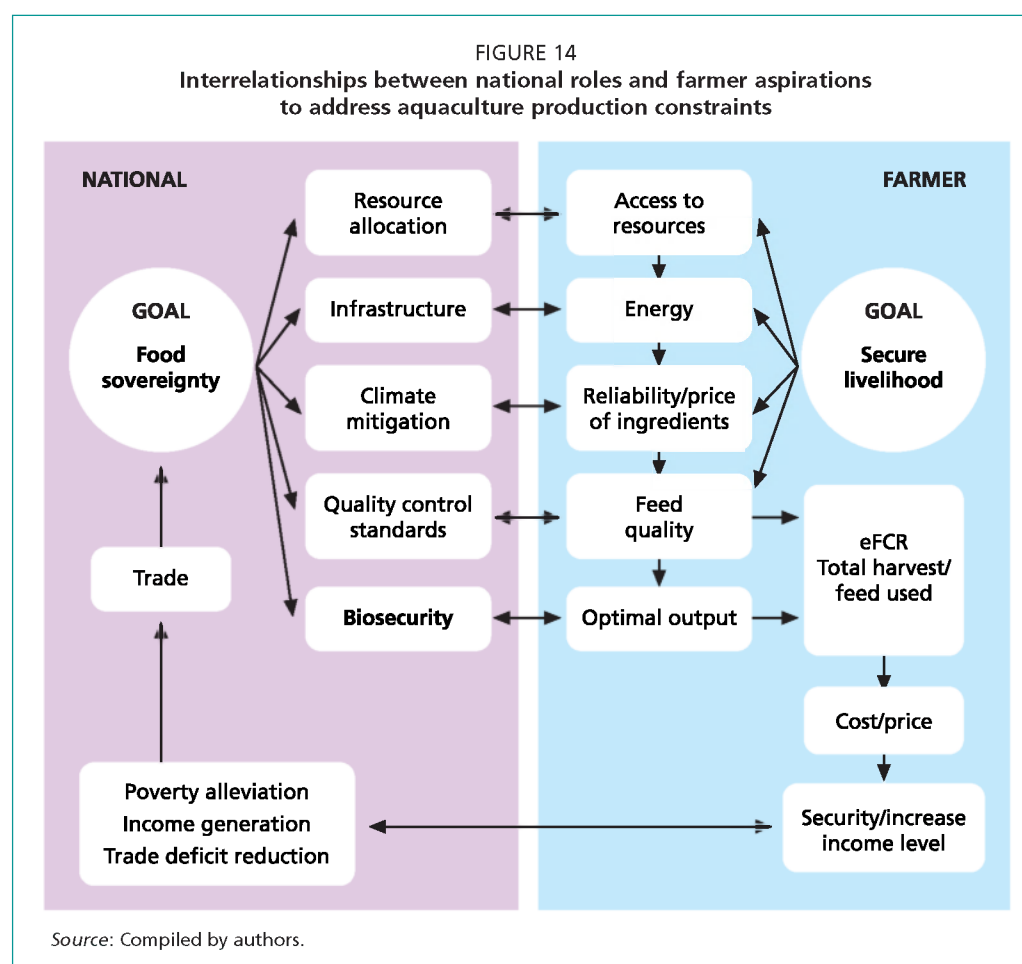 FIGURE 14
Interrelationships between national roles and farmer aspirations
to address aquaculture production constraints
NATIONAL
GOAL
Food
sovereignty
Resource
allocation
Infrastructure
Climate
mitigation
Quality control
standards
Biosecurity
Trade
Poverty alleviation
Income generation
Trade deficit reduction
FARMER
Access to
resources
Energy
Reliability/price
of ingredients
Feed
quality
Optimal output
GOAL
Secure
livelihood
eFCR
Total harvest/
feed used
Cost/price
Security/increase
income level
Source: Compiled by authors.